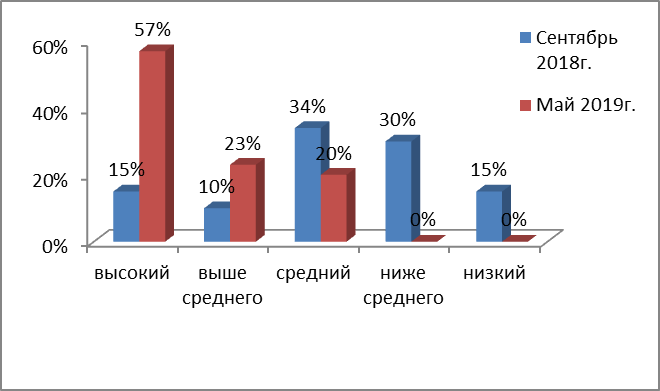 57%
60%
Сентябрь
2018г.
Май 2019г.
40%
34%
30%
23%
20%
20%
15%
15%
10%
0%
0%
0%
высокий
выше
среднего
средний
ниже
среднего
низкий